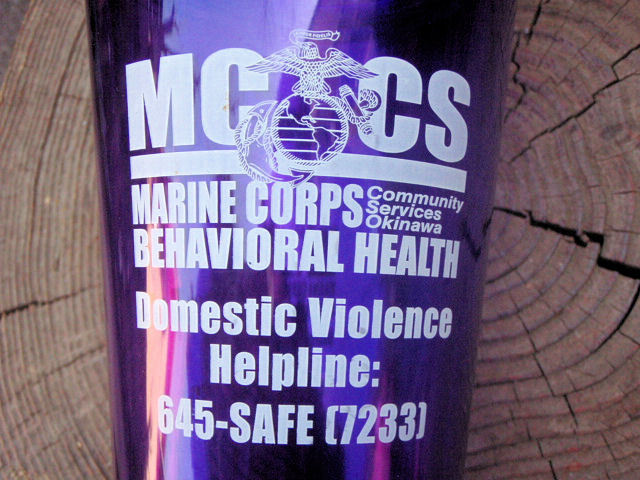 MCCS
MARINE CORPS Community
Services
Okinawa
BEHAVIORAL HEALTH
Domestic Violence
Helpline:
645-SAFE (7233)